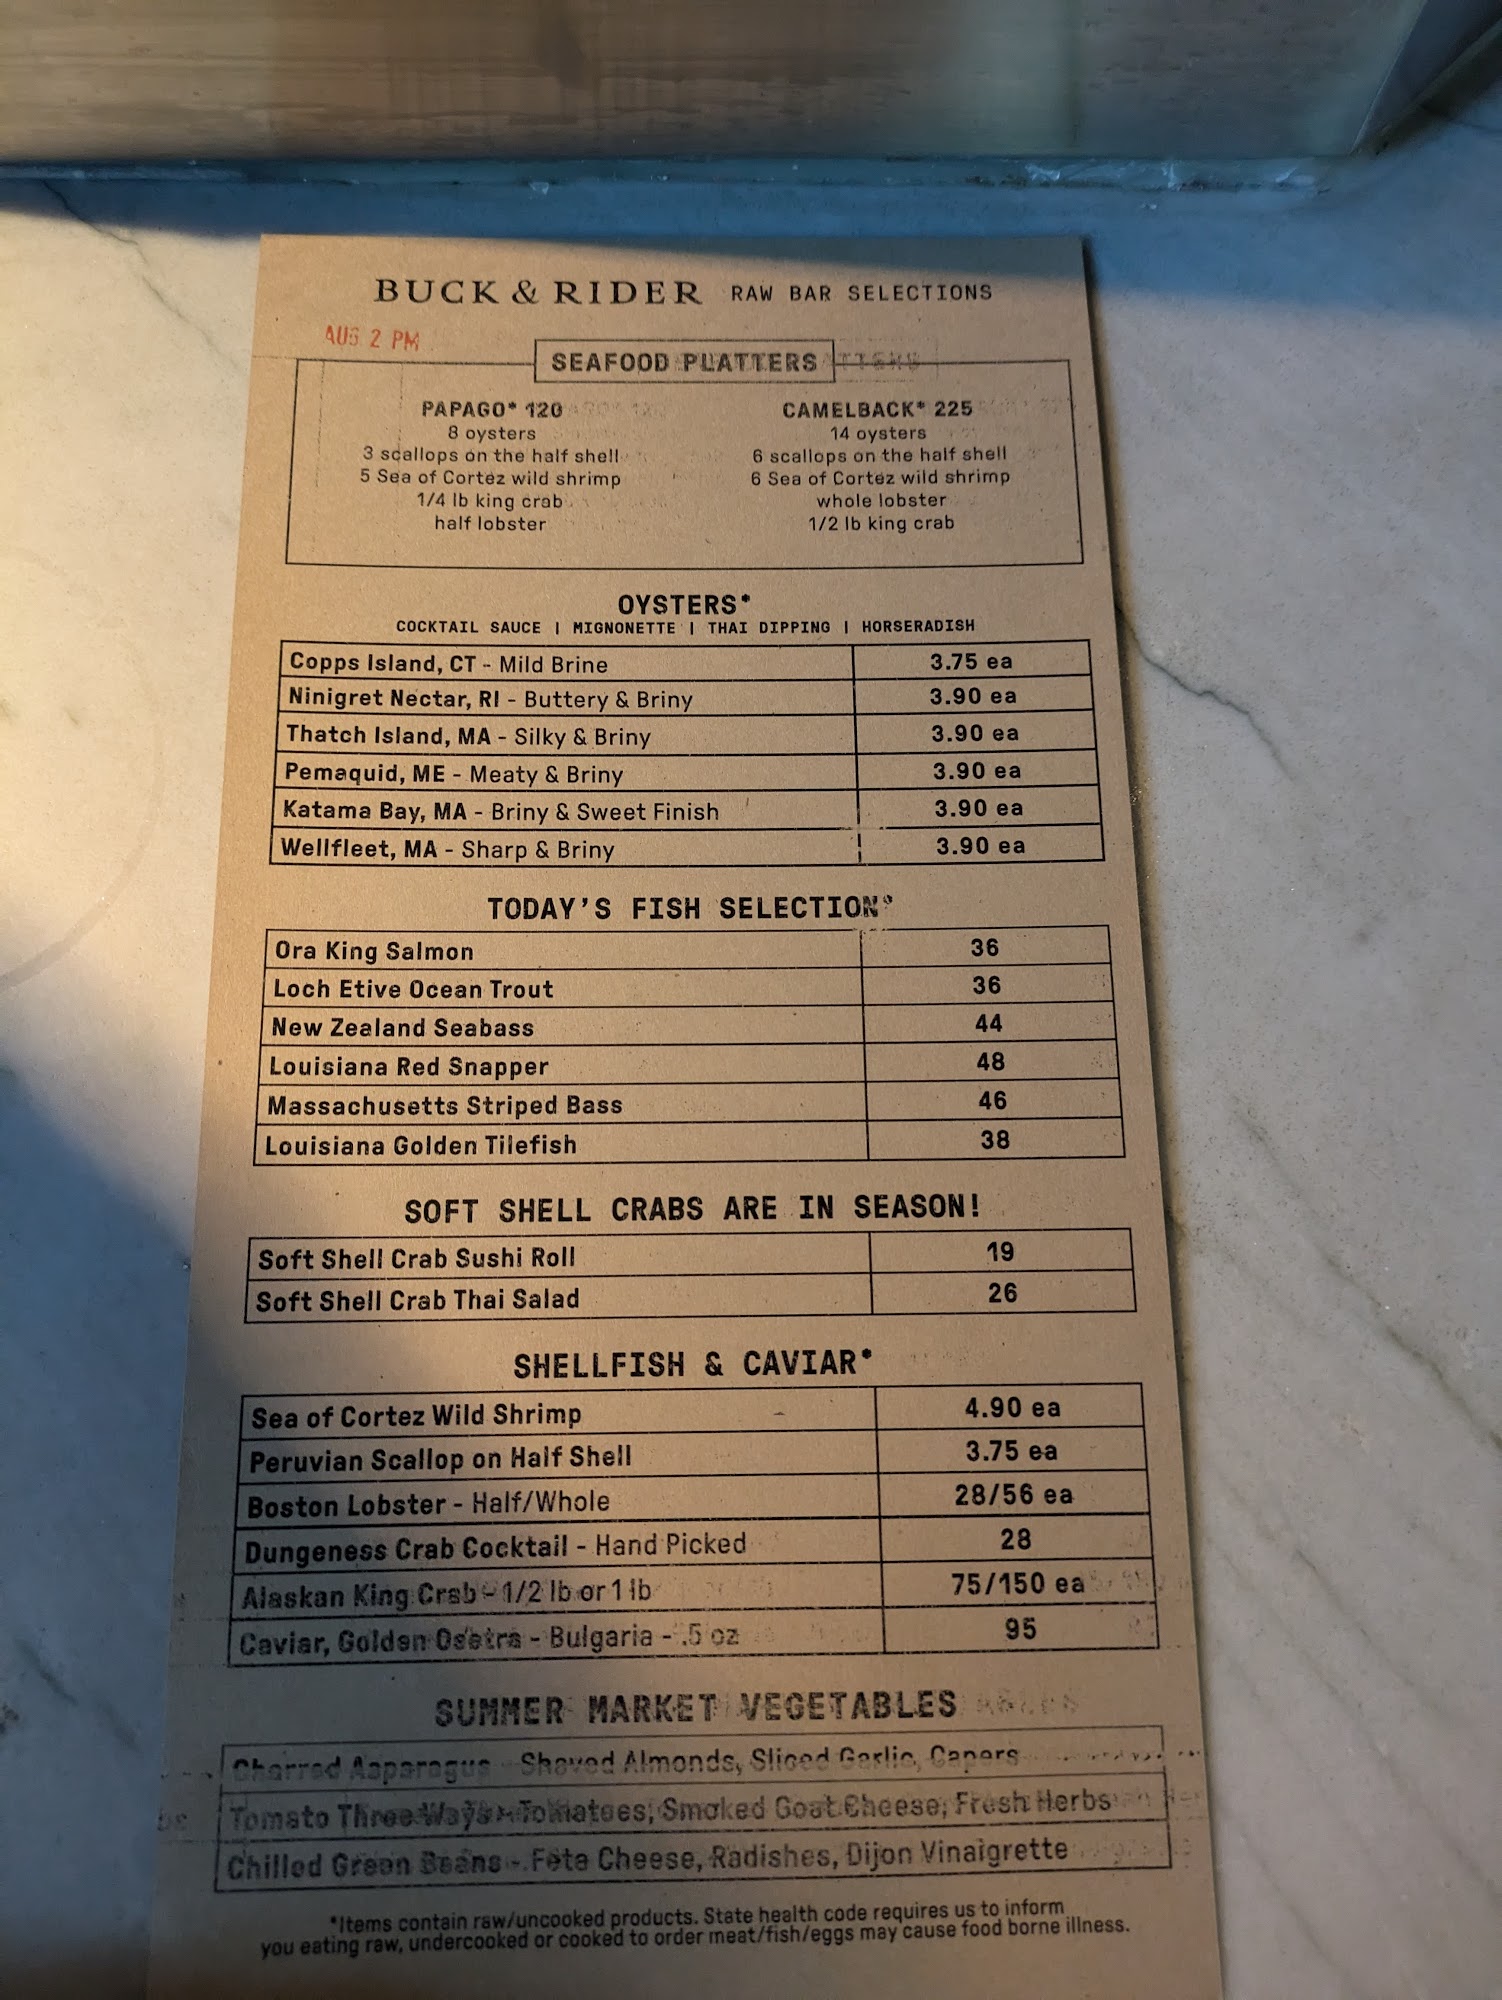 BUCK & RIDER RAW BAR SELECTIONS
AUG 2 PM
SEAFOOD PLATTERS
PAPAGO* 120
8 oysters
3 scallops on the half shell
5 Sea of Cortez wild shrimp
1/4 lb king crab
half lobster
CAMELBACK* 225
14 oysters
6 scallops on the half shell
6 Sea of Cortez wild shrimp
whole lobster
1/2 lb king crab
OYSTERS*
COCKTAIL SAUCE | MIGNONETTE | THAI DIPPING | HORSERADISH
Copps Island, CT - Mild Brine 3.75 ea
Ninigret Nectar, RI - Buttery & Briny 3.90 ea
Thatch Island, MA - Silky & Briny 3.90 ea
Pemaquid, ME - Meaty & Briny 3.90 ea
Katama Bay, MA - Briny & Sweet Finish 3.90 ea
Wellfleet, MA - Sharp & Briny 3.90 ea
TODAY'S FISH SELECTION*
Ora King Salmon 36
Loch Etive Ocean Trout 36
New Zealand Seabass 44
Louisiana Red Snapper 48
Massachusetts Striped Bass 46
Louisiana Golden Tilefish 38
SOFT SHELL CRABS ARE IN SEASON!
Soft Shell Crab Sushi Roll 19
Soft Shell Crab Thai Salad 26
SHELLFISH & CAVIAR*
Sea of Cortez Wild Shrimp 4.90 ea
Peruvian Scallop on Half Shell 3.75 ea
Boston Lobster - Half/Whole 28/56 ea
Dungeness Crab Cocktail - Hand Picked 28
Alaskan King Crab - 1/2 lb or 1 lb 75/150 ea
Caviar, Golden Osetra - Bulgaria - .5 oz 95
SUMMER MARKET VEGETABLES
Charred Asparagus - Shaved Almonds, Sliced Garlic, Capers
Tomato Three Ways - Tomatoes, Smoked Goat Cheese, Fresh Herbs
Chilled Green Beans - Feta Cheese, Radishes, Dijon Vinaigrette
*Items contain raw/uncooked products. State health code requires us to inform
you eating raw, undercooked or cooked to order meat/fish/eggs may cause food borne illness.